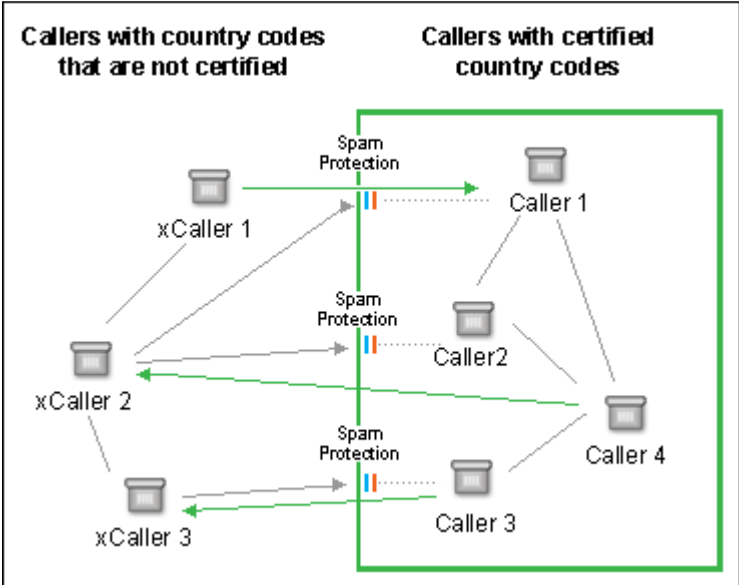 Callers with country codes
that are not certified
Callers with certified
country codes
Spam
Protection
xCaller 1
Caller 1
Spam
Protection
xCaller 2
Caller2
Spam
Protection
Caller 4
xCaller 3
Caller 3